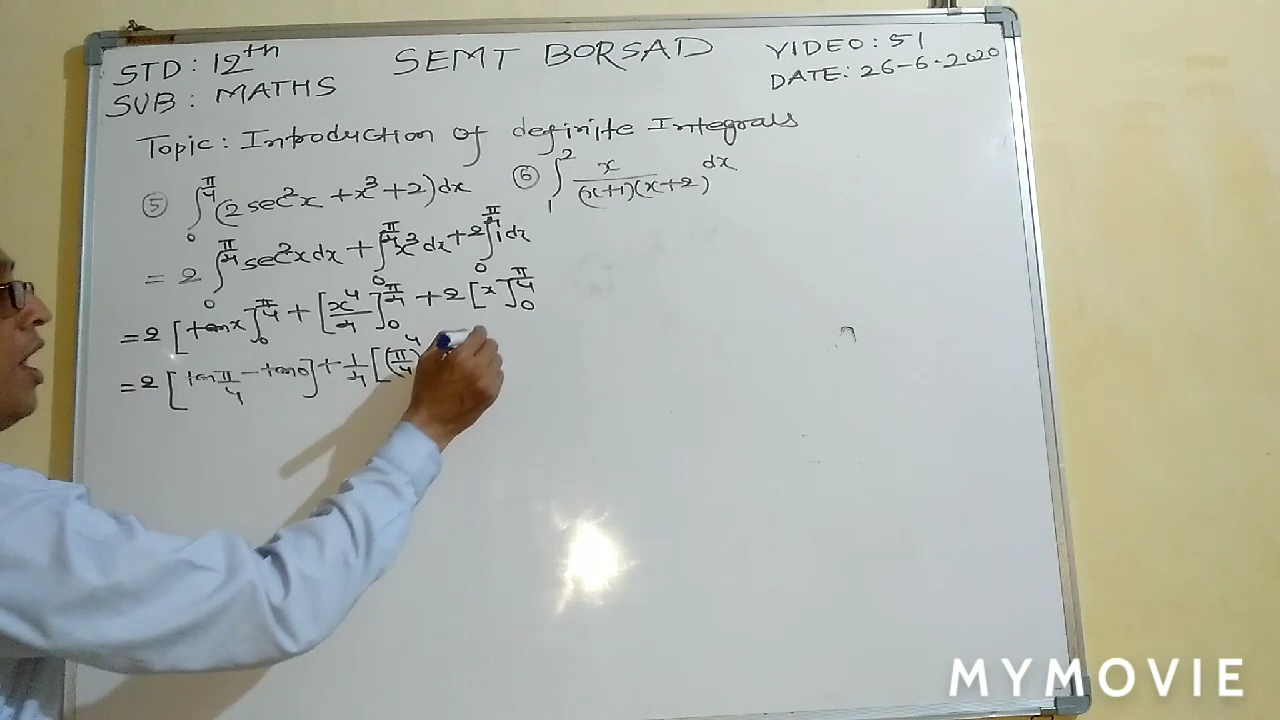 STD: 12th SEMT BORSAD VIDEO: 51
SUB: MATHS DATE: 26-6-2020
Topic: Introduction of definite Integrals
⑤ ∫₀^(π/4) (2 sec²x + x³ + 2) dx ⑥ ∫₁² x/((x+1)(x+2)) dx
= 2 ∫₀^(π/4) sec²x dx + ∫₀^(π/4) x³ dx + 2 ∫₀^(π/4) 1 dx
= 2 [tan x]₀^(π/4) + [x⁴/4]₀^(π/4) + 2 [x]₀^(π/4)
= 2 [tan π/4 - tan 0] + 1/4 [(π/4)⁴
MYMOVIE